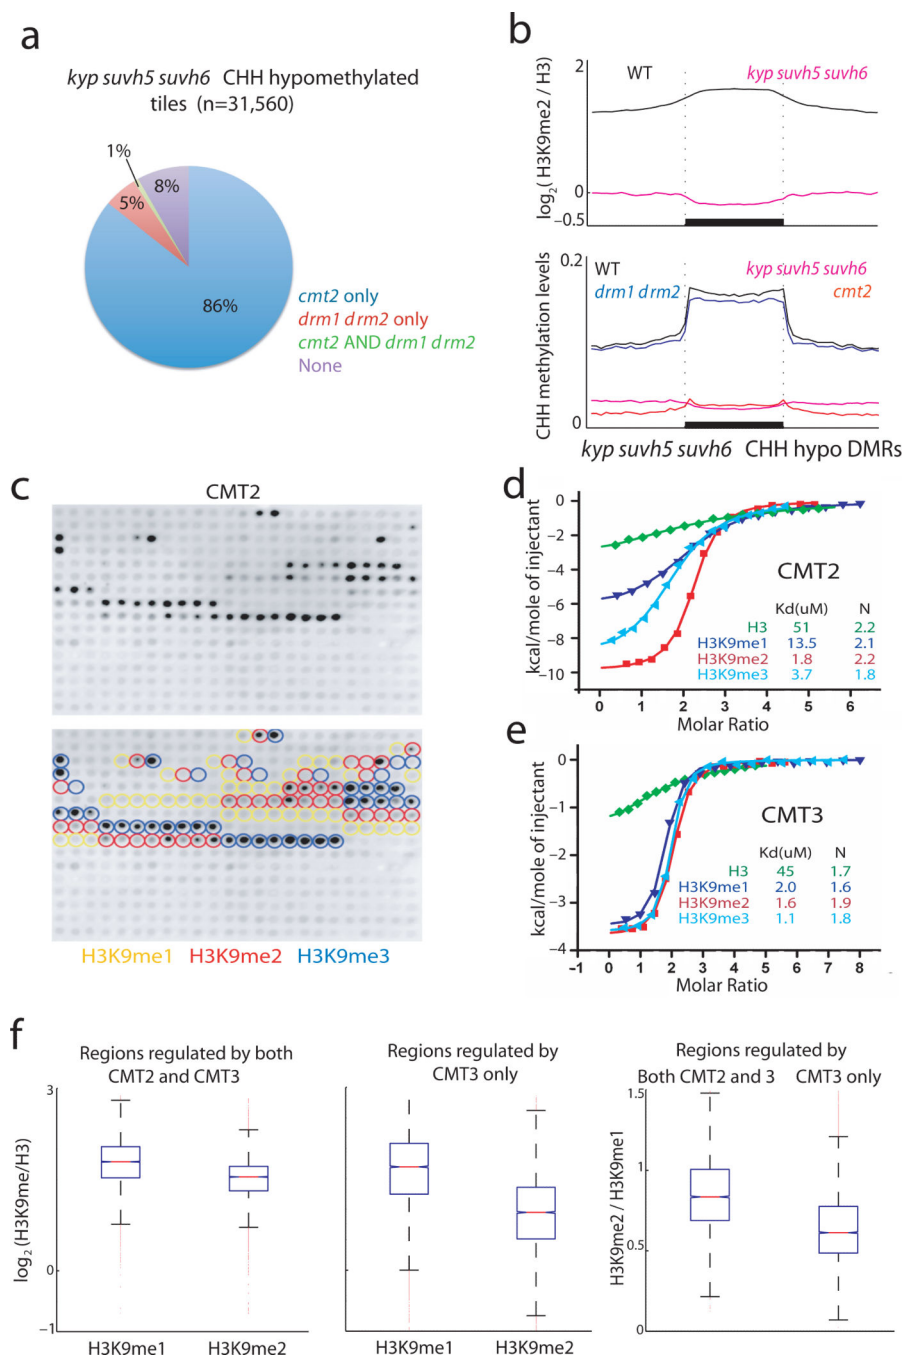 a
kyp suvh5 suvh6 CHH hypomethylated
tiles (n=31,560)
1%
8%
5%
86%
cmt2 only
drm1 drm2 only
cmt2 AND drm1 drm2
None
b
log2( H3K9me2 / H3)
2
0
−0.5
WT
kyp suvh5 suvh6
CHH methylation levels
0.2
0
WT
kyp suvh5 suvh6
drm1 drm2
cmt2
kyp suvh5 suvh6 CHH hypo DMRs
c
CMT2
H3K9me1 H3K9me2 H3K9me3
d
kcal/mole of injectant
0
−2
−4
−6
−8
−10
CMT2
Kd(uM) N
H3 51 2.2
H3K9me1 13.5 2.1
H3K9me2 1.8 2.2
H3K9me3 3.7 1.8
0 1 2 3 4 5 6
Molar Ratio
e
kcal/mole of injectant
0
−1
−2
−3
−4
CMT3
Kd(uM) N
H3 45 1.7
H3K9me1 2.0 1.6
H3K9me2 1.6 1.9
H3K9me3 1.1 1.8
−1 0 1 2 3 4 5 6 7 8
Molar Ratio
f
Regions regulated by both
CMT2 and CMT3
log2 (H3K9me/H3)
3
0
−1
H3K9me1 H3K9me2
Regions regulated by
CMT3 only
H3K9me1 H3K9me2
Regions regulated by
Both CMT2 and 3 CMT3 only
H3K9me2 / H3K9me1
1.5
1
0.5
0